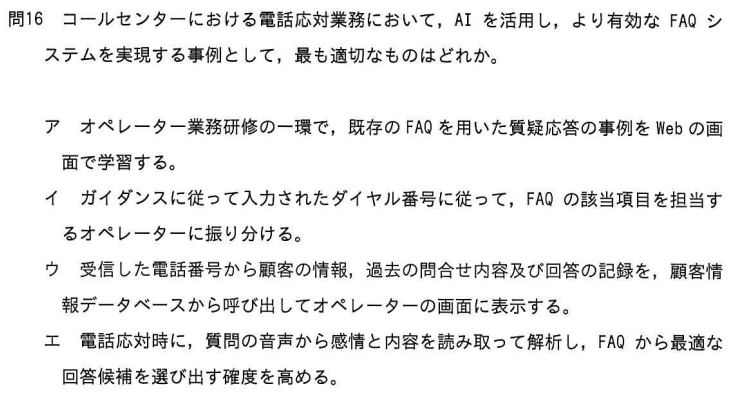 問16 コールセンターにおける電話応対業務において，AI を活用し，より有効な FAQ シ
ステムを実現する事例として，最も適切なものはどれか。
ア オペレーター業務研修の一環で，既存の FAQ を用いた質疑応答の事例を Web の画
面で学習する。
イ ガイダンスに従って入力されたダイヤル番号に従って，FAQ の該当項目を担当す
るオペレーターに振り分ける。
ウ 受信した電話番号から顧客の情報，過去の問合せ内容及び回答の記録を，顧客情
報データベースから呼び出してオペレーターの画面に表示する。
エ 電話応対時に，質問の音声から感情と内容を読み取って解析し，FAQ から最適な
回答候補を選び出す確度を高める。